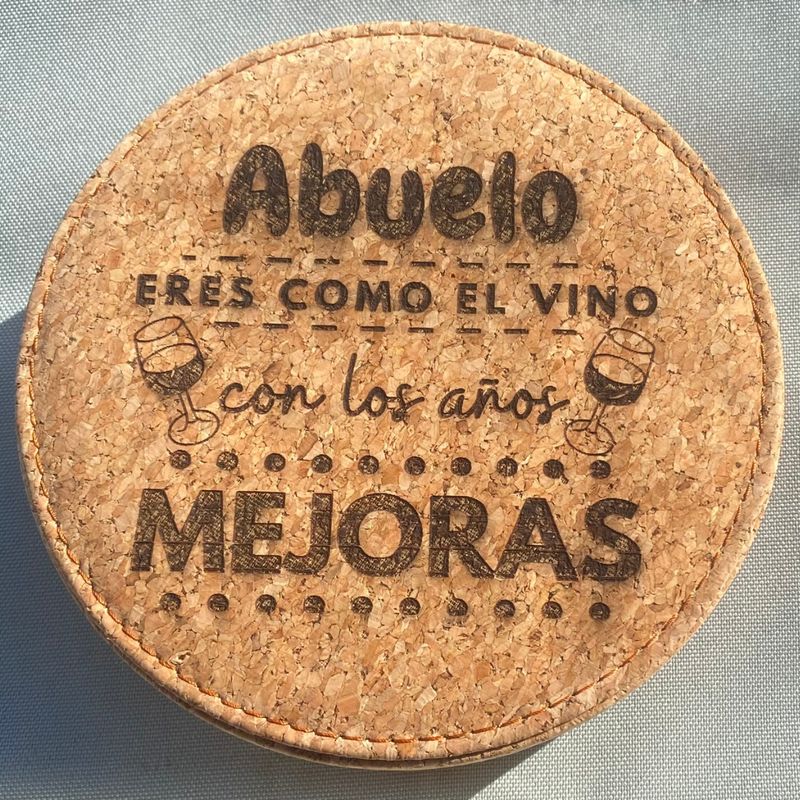 Abuelo
ERES COMO EL VINO
con los años
MEJORAS